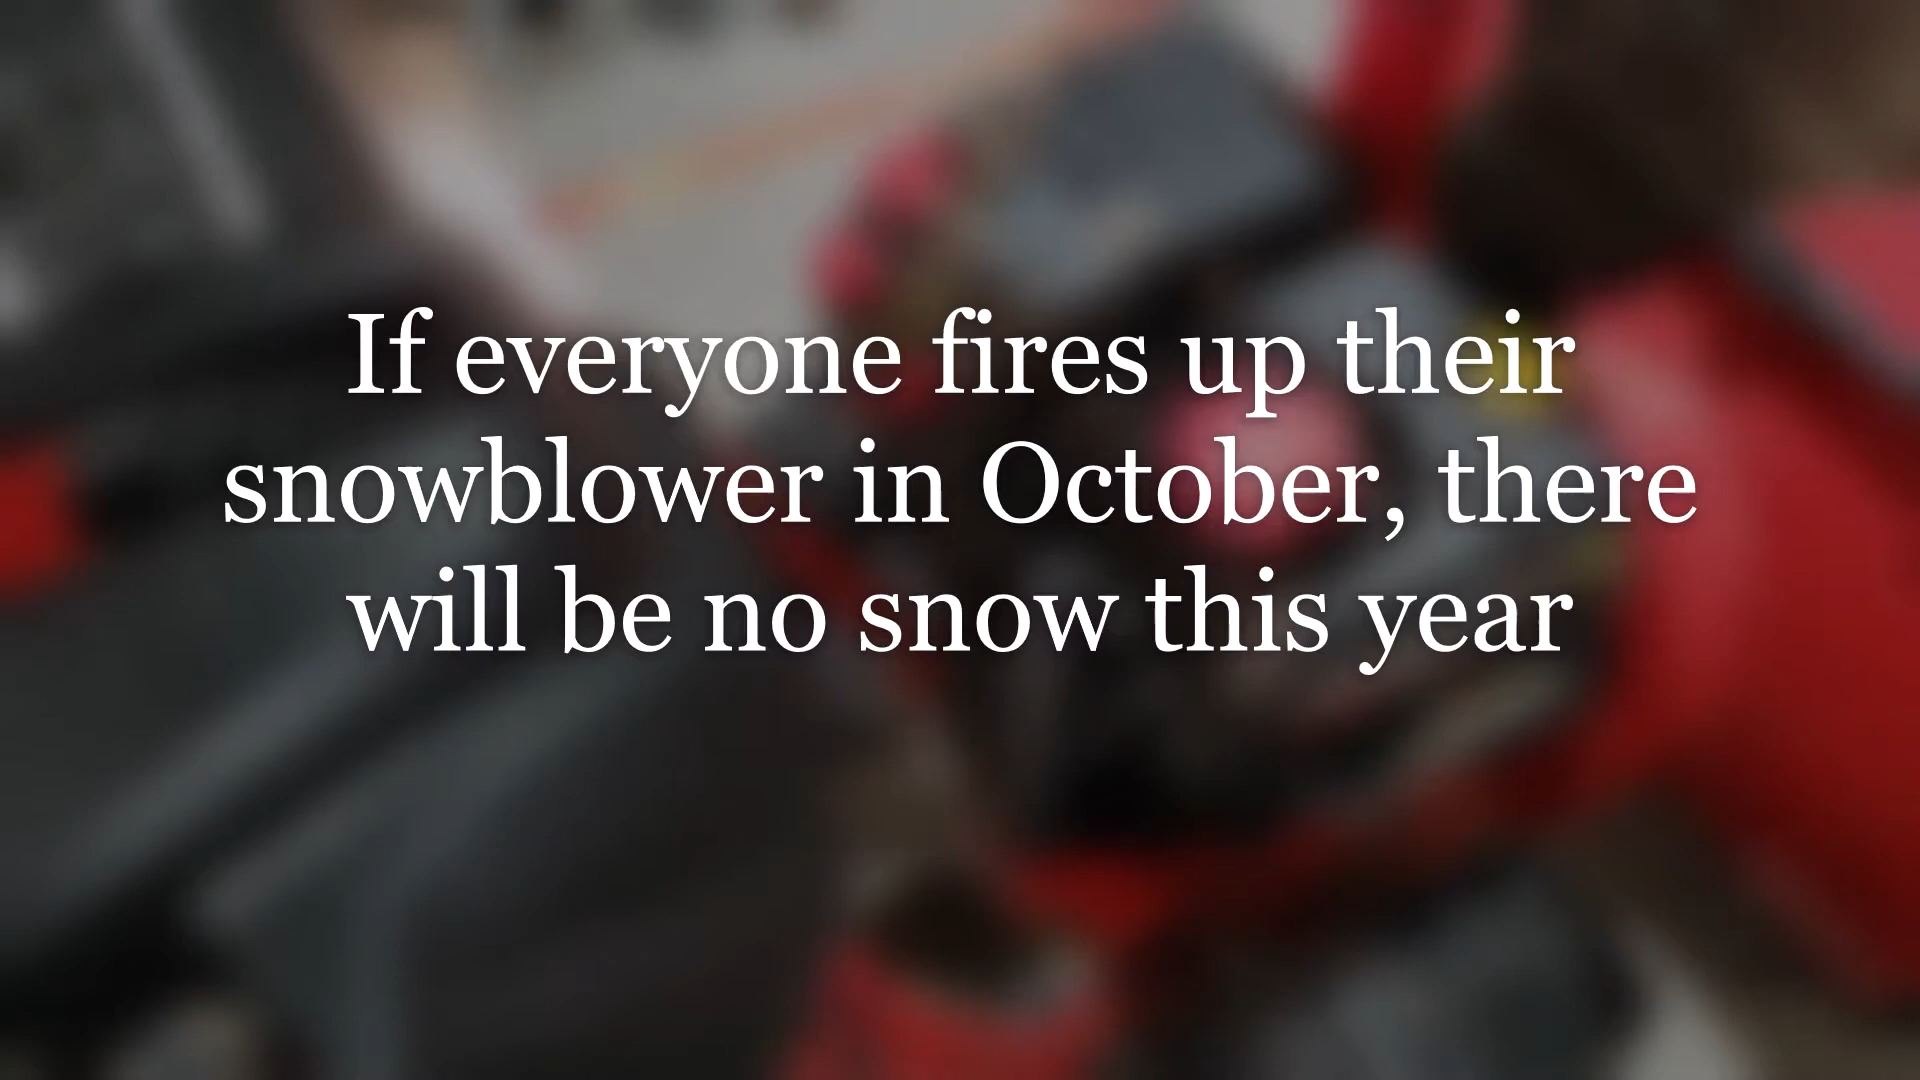 If everyone fires up their
snowblower in October, there
will be no snow this year